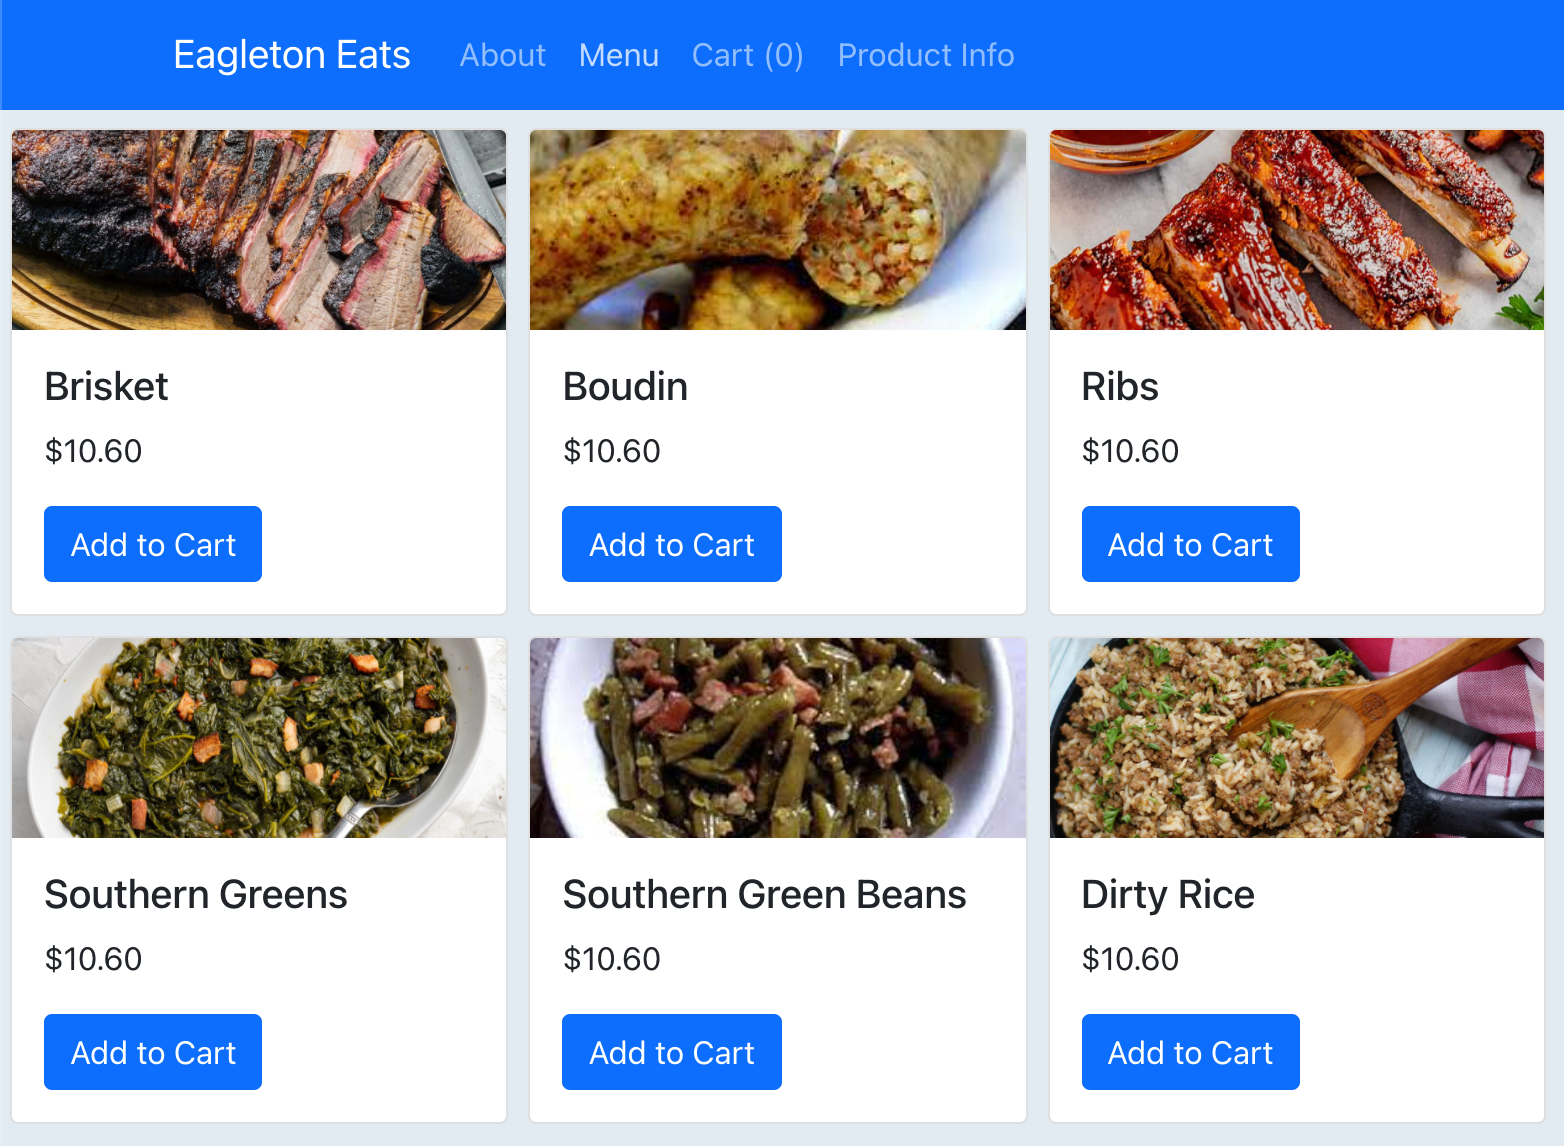 Eagleton Eats About Menu Cart (0) Product Info
Brisket
$10.60
Add to Cart
Boudin
$10.60
Add to Cart
Ribs
$10.60
Add to Cart
Southern Greens
$10.60
Add to Cart
Southern Green Beans
$10.60
Add to Cart
Dirty Rice
$10.60
Add to Cart